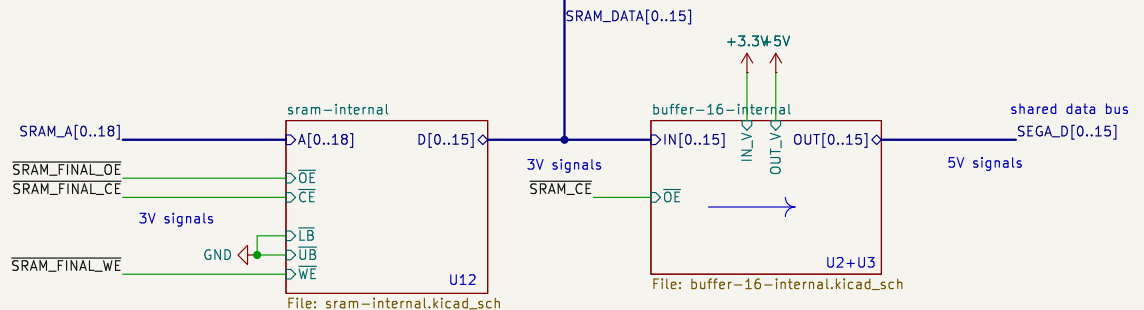 SRAM_DATA[0..15]
+3.3V
+5V
sram-internal
buffer-16-internal
shared data bus
SRAM_A[0..18]
A[0..18]
D[0..15]
IN[0..15]
IN_V
OUT_V
OUT[0..15]
SEGA_D[0..15]
3V signals
5V signals
SRAM_FINAL_OE
OE
SRAM_FINAL_CE
CE
SRAM_CE
OE
3V signals
LB
GND
UB
SRAM_FINAL_WE
WE
U12
U2+U3
File: sram-internal.kicad_sch
File: buffer-16-internal.kicad_sch